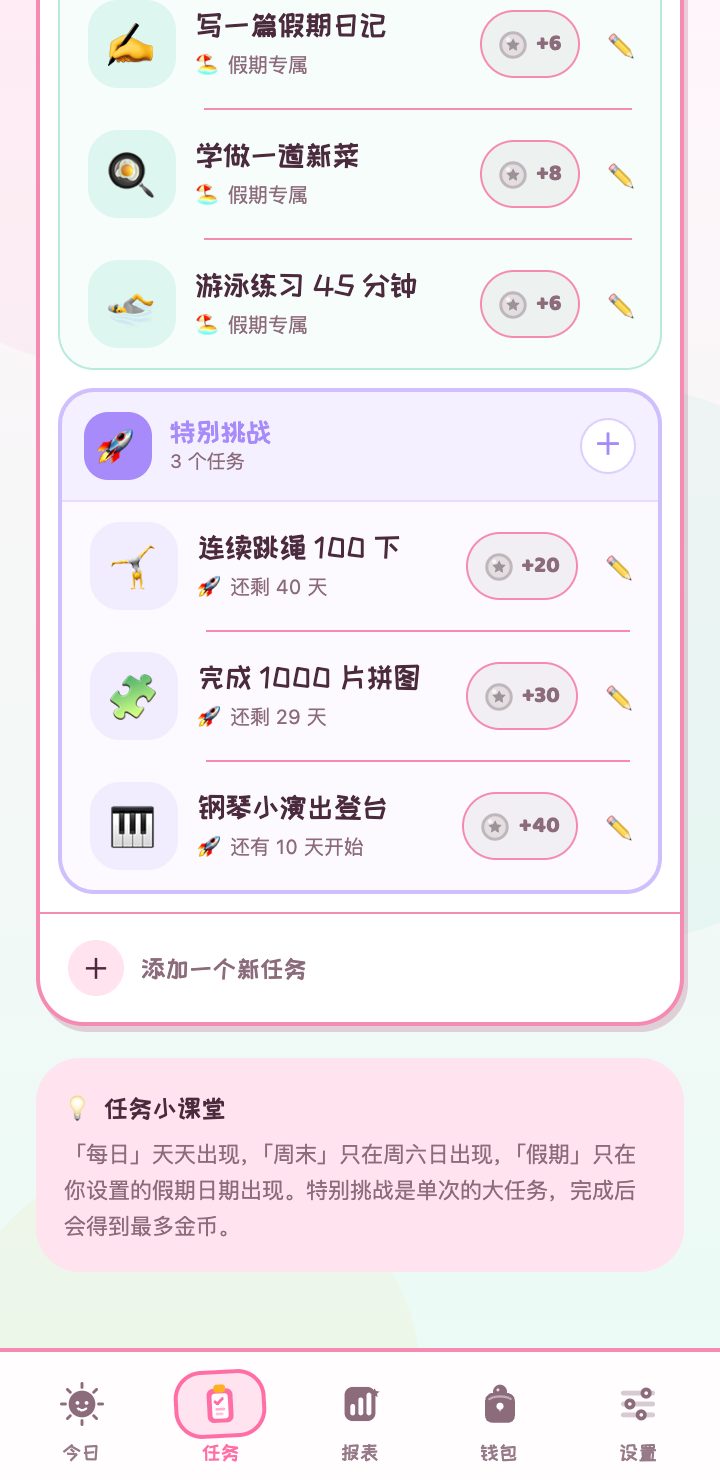 写一篇假期日记
假期专属
+6
学做一道新菜
假期专属
+8
游泳练习 45 分钟
假期专属
+6
特别挑战
3 个任务
连续跳绳 100 下
还剩 40 天
+20
完成 1000 片拼图
还剩 29 天
+30
钢琴小演出登台
还有 10 天开始
+40
添加一个新任务
任务小课堂
「每日」天天出现，「周末」只在周六日出现，「假期」只在
你设置的假期日期出现。特别挑战是单次的大任务，完成后
会得到最多金币。
今日
任务
报表
钱包
设置